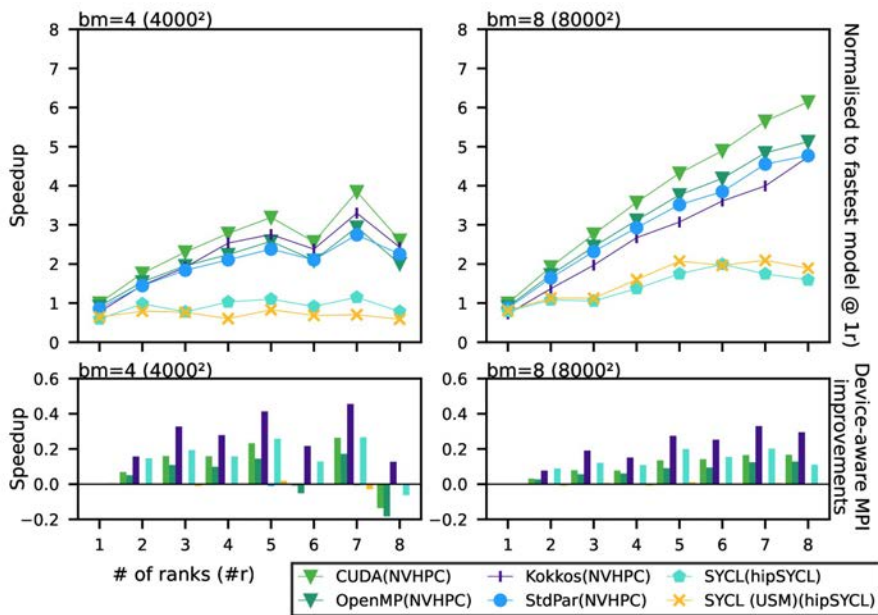 bm=4 (4000²)
bm=8 (8000²)
8
7
6
5
4
3
2
1
0
Speedup
8
7
6
5
4
3
2
1
0
Normalised to fastest model @ 1r)
bm=4 (4000²)
bm=8 (8000²)
0.6
0.4
0.2
0.0
−0.2
Speedup
0.6
0.4
0.2
0.0
−0.2
Device-aware MPI
improvements
1 2 3 4 5 6 7 8
1 2 3 4 5 6 7 8
# of ranks (#r)
CUDA(NVHPC)
OpenMP(NVHPC)
Kokkos(NVHPC)
StdPar(NVHPC)
SYCL(hipSYCL)
SYCL (USM)(hipSYCL)